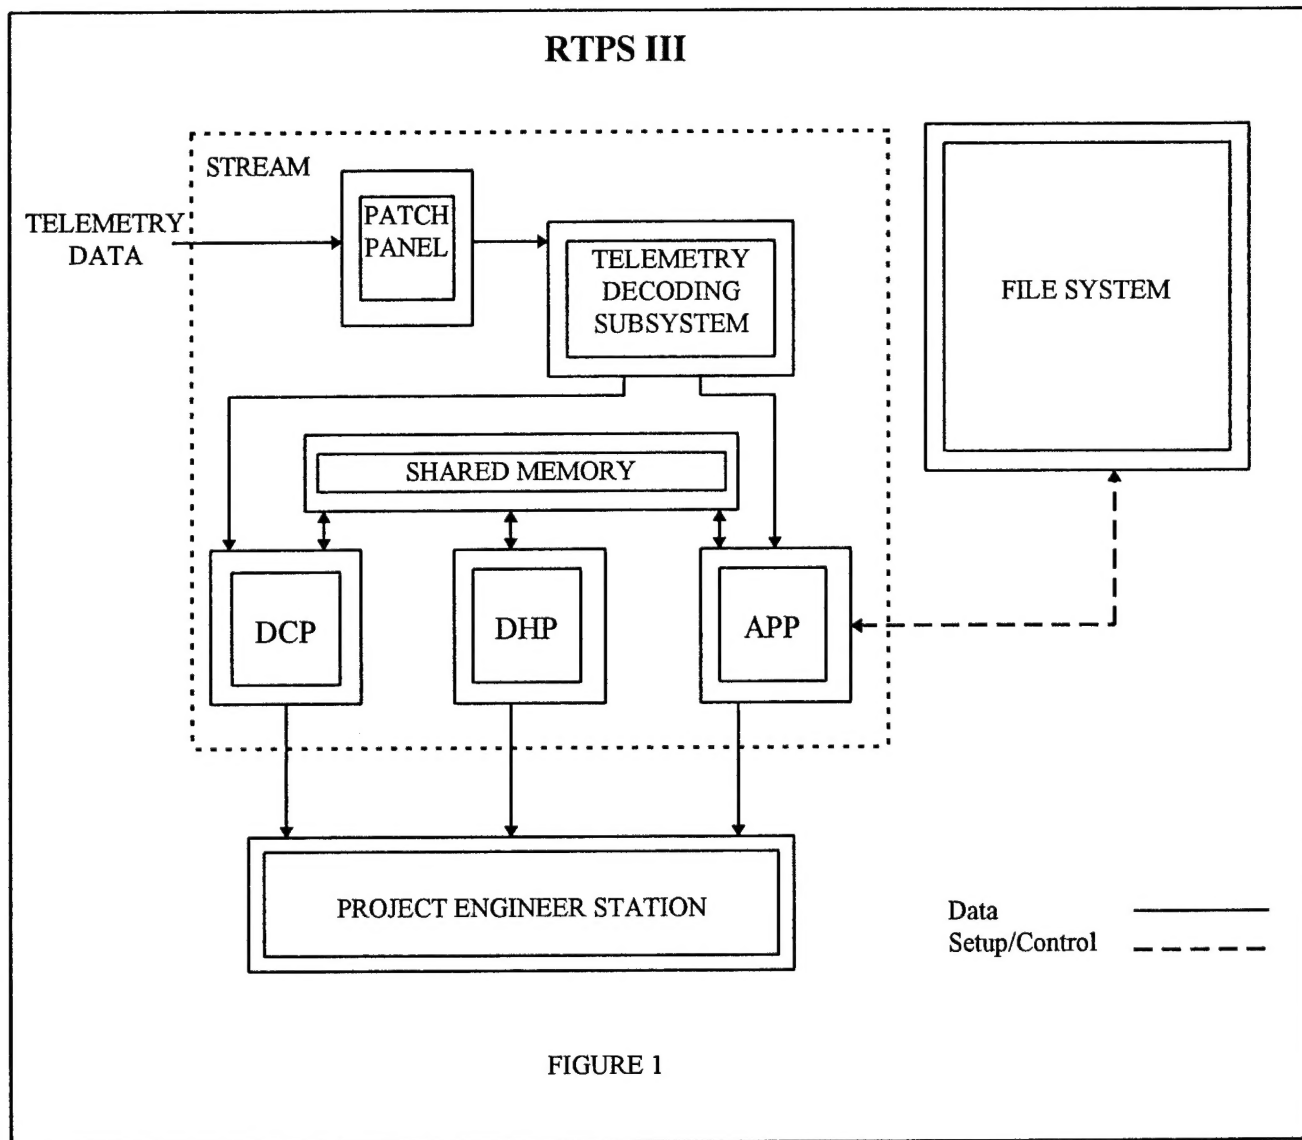 RTPS III
STREAM
TELEMETRY
DATA
PATCH
PANEL
TELEMETRY
DECODING
SUBSYSTEM
FILE SYSTEM
SHARED MEMORY
DCP
DHP
APP
PROJECT ENGINEER STATION
Data
Setup/Control
FIGURE 1